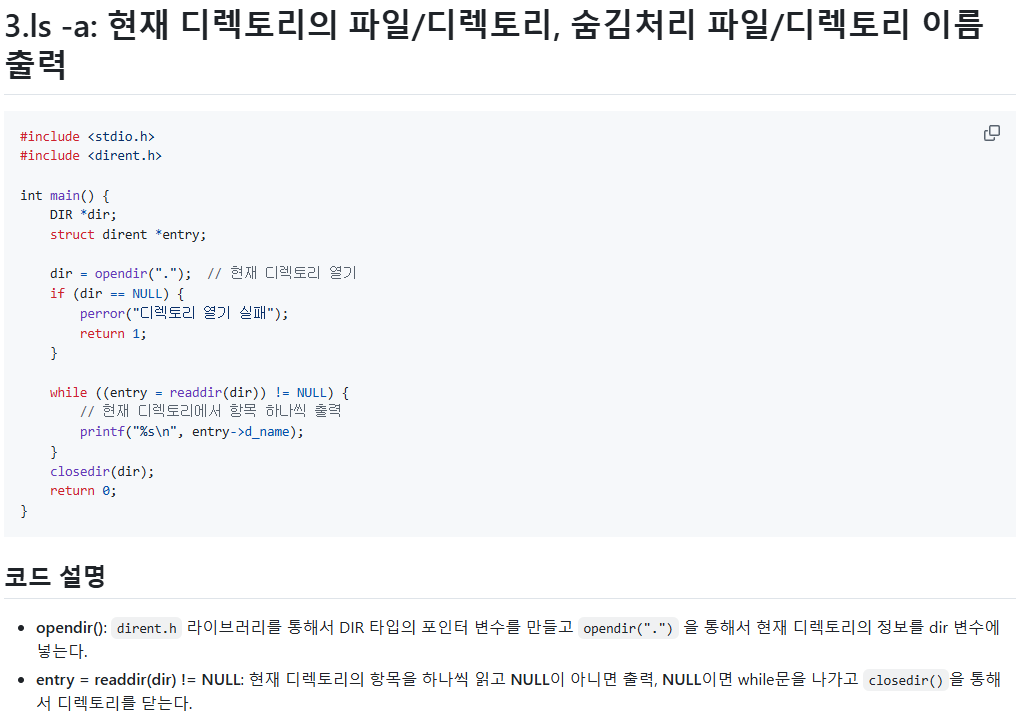 3.ls -a: 현재 디렉토리의 파일/디렉토리, 숨김처리 파일/디렉토리 이름
출력
#include <stdio.h>
#include <dirent.h>
int main() {
    DIR *dir;
    struct dirent *entry;
    dir = opendir(".");  // 현재 디렉토리 열기
    if (dir == NULL) {
        perror("디렉토리 열기 실패");
        return 1;
    }
    while ((entry = readdir(dir)) != NULL) {
        // 현재 디렉토리에서 항목 하나씩 출력
        printf("%s\n", entry->d_name);
    }
    closedir(dir);
    return 0;
}
코드 설명
• opendir(): dirent.h 라이브러리를 통해서 DIR 타입의 포인터 변수를 만들고 opendir(".") 을 통해서 현재 디렉토리의 정보를 dir 변수에
넣는다.
• entry = readdir(dir) != NULL: 현재 디렉토리의 항목을 하나씩 읽고 NULL이 아니면 출력, NULL이면 while문을 나가고 closedir() 을 통해
서 디렉토리를 닫는다.